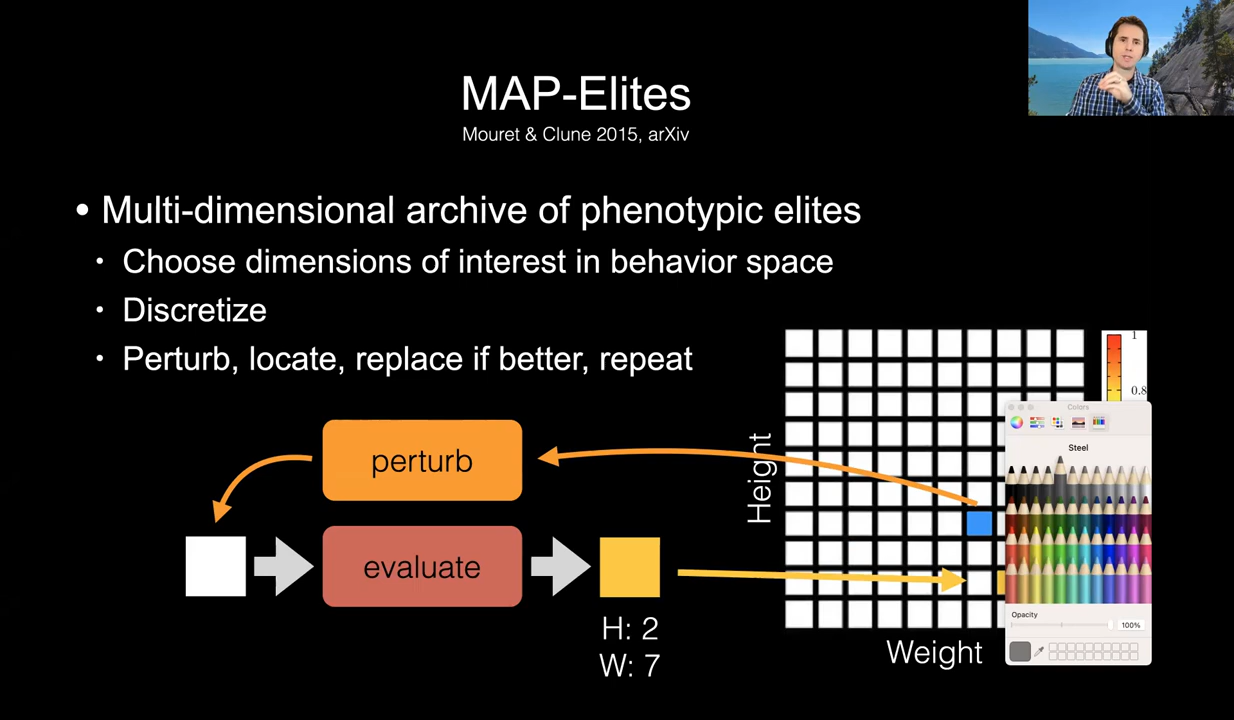 MAP-Elites
Mouret & Clune 2015, arXiv
• Multi-dimensional archive of phenotypic elites
• Choose dimensions of interest in behavior space
• Discretize
• Perturb, locate, replace if better, repeat
1
0.8
Colors
Steel
perturb
Height
evaluate
H: 2
W: 7
Weight
Opacity
100%